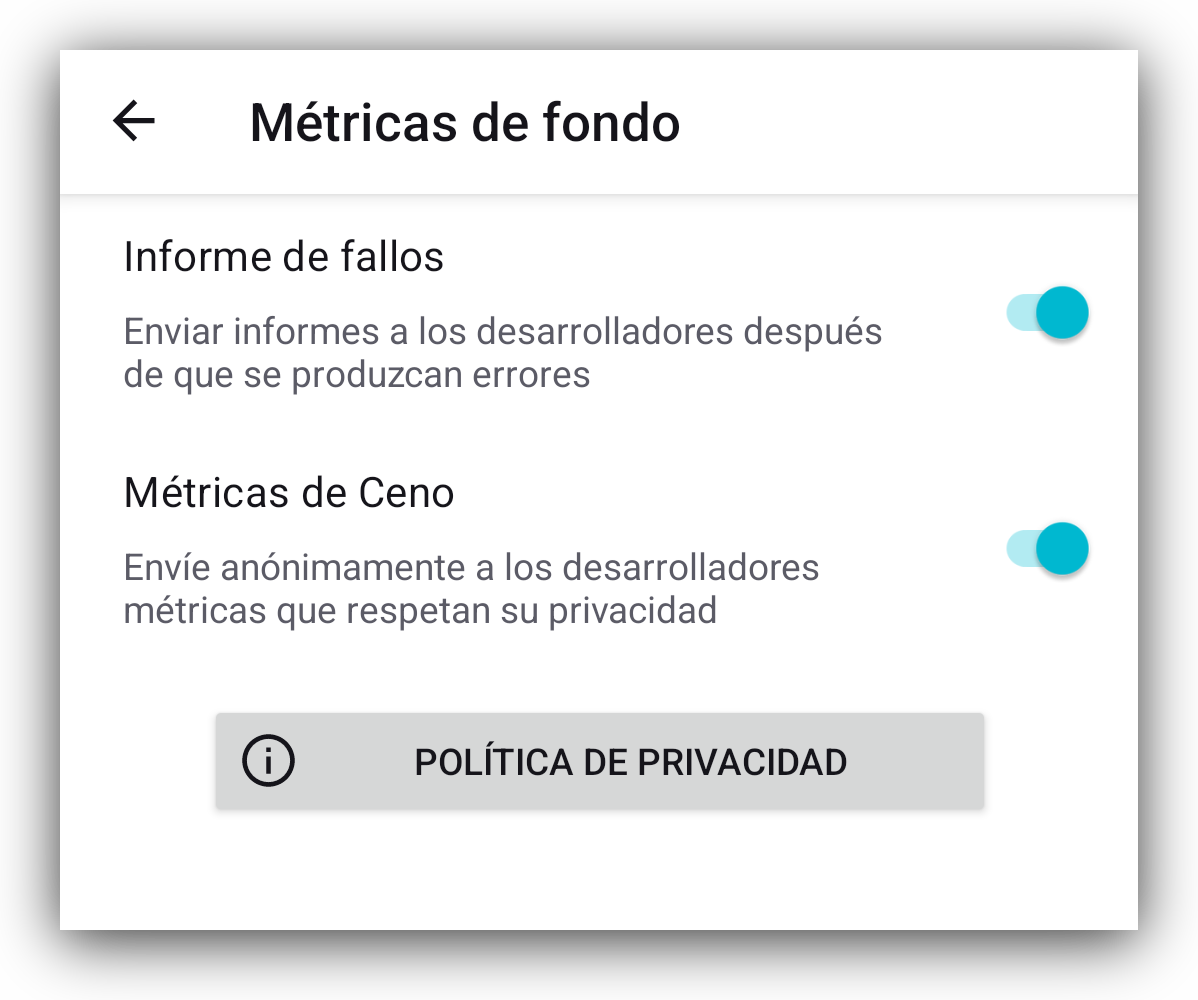 Métricas de fondo
Informe de fallos
Enviar informes a los desarrolladores después
de que se produzcan errores
Métricas de Ceno
Envíe anónimamente a los desarrolladores
métricas que respetan su privacidad
POLÍTICA DE PRIVACIDAD